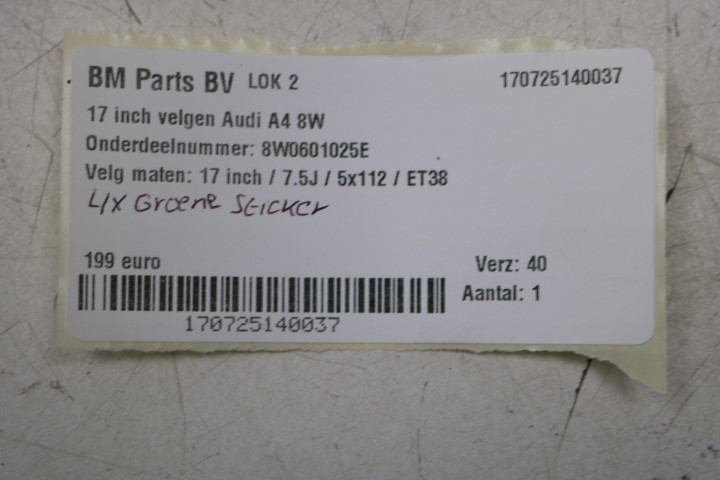 BM Parts BV LOK 2 170725140037
17 inch velgen Audi A4 8W
Onderdeelnummer: 8W0601025E
Velg maten: 17 inch / 7.5J / 5x112 / ET38
4x Groene Sticker
199 euro Verz: 40
Aantal: 1
170725140037